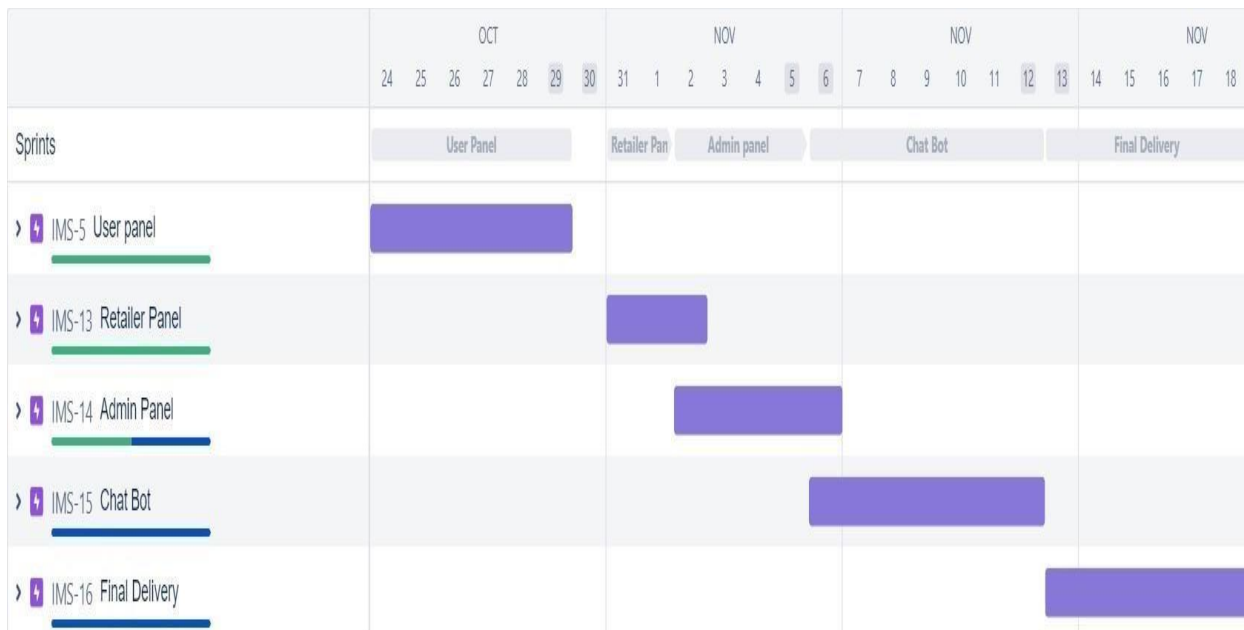 OCT NOV NOV NOV
24 25 26 27 28 29 30 31 1 2 3 4 5 6 7 8 9 10 11 12 13 14 15 16 17 18
Sprints User Panel Retailer Pan Admin panel Chat Bot Final Delivery
IMS-5 User panel
IMS-13 Retailer Panel
IMS-14 Admin Panel
IMS-15 Chat Bot
IMS-16 Final Delivery